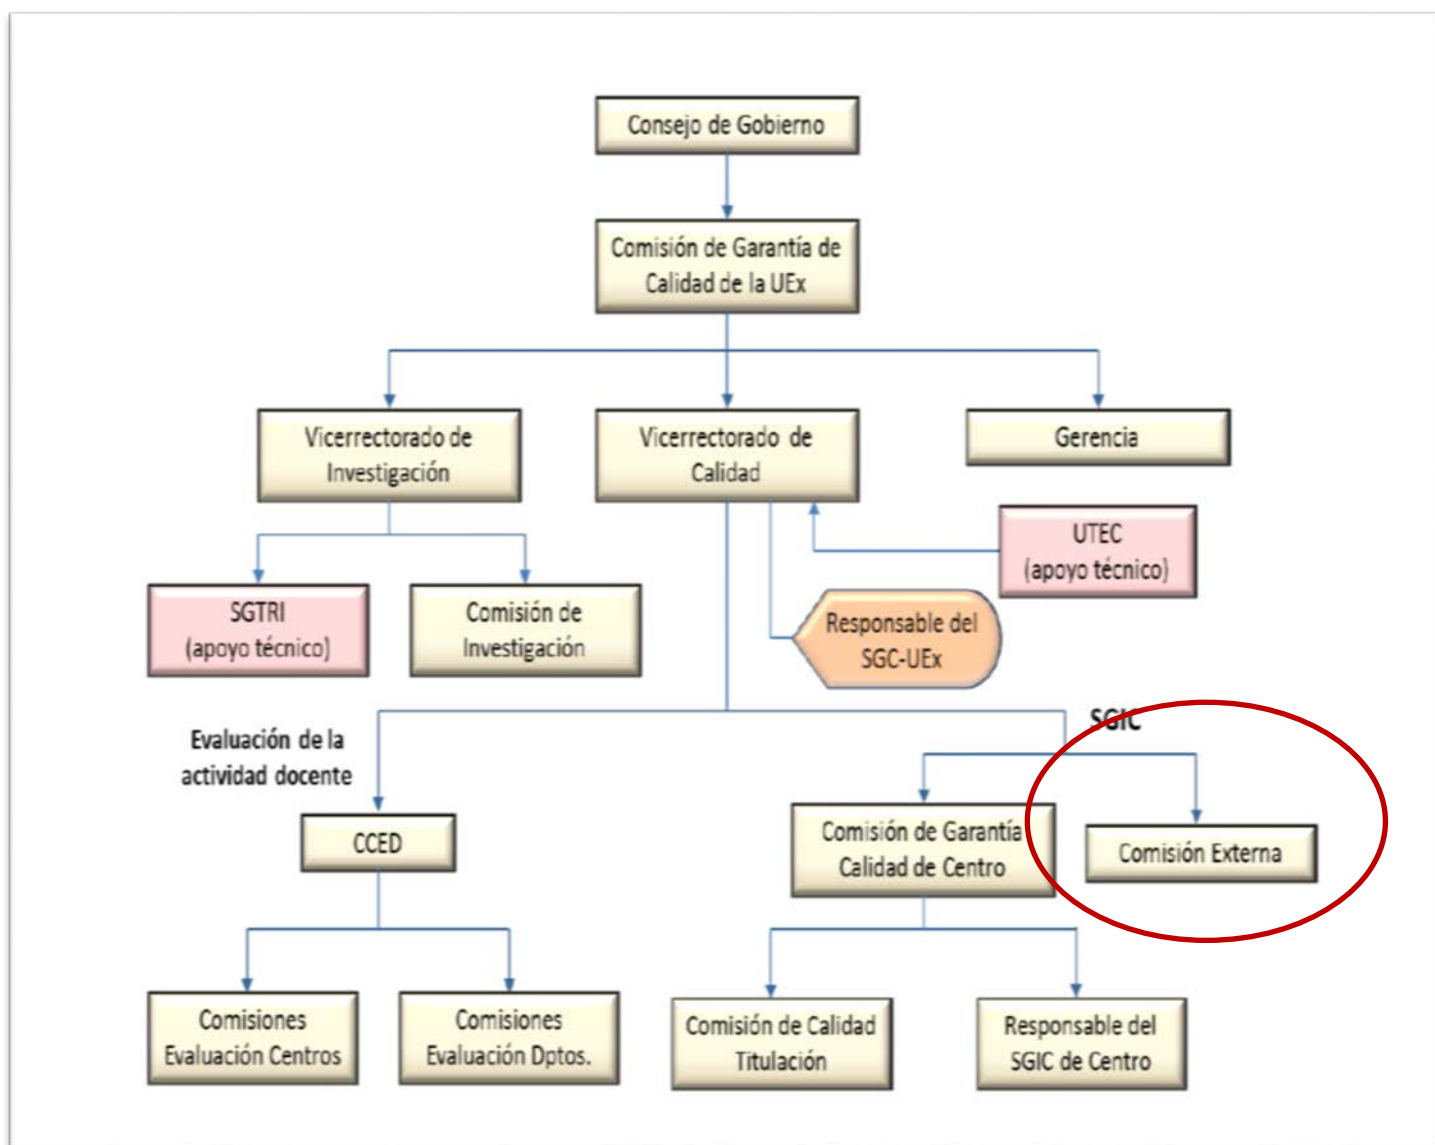 Consejo de Gobierno
Comisión de Garantía de
Calidad de la UEx
Vicerrectorado de
Investigación
Vicerrectorado de
Calidad
Gerencia
UTEC
(apoyo técnico)
SGTRI
(apoyo técnico)
Comisión de
Investigación
Responsable del
SGC-UEx
Evaluación de la
actividad docente
SGIC
CCED
Comisión de Garantía
Calidad de Centro
Comisión Externa
Comisiones
Evaluación Centros
Comisiones
Evaluación Dptos.
Comisión de Calidad
Titulación
Responsable del
SGIC de Centro